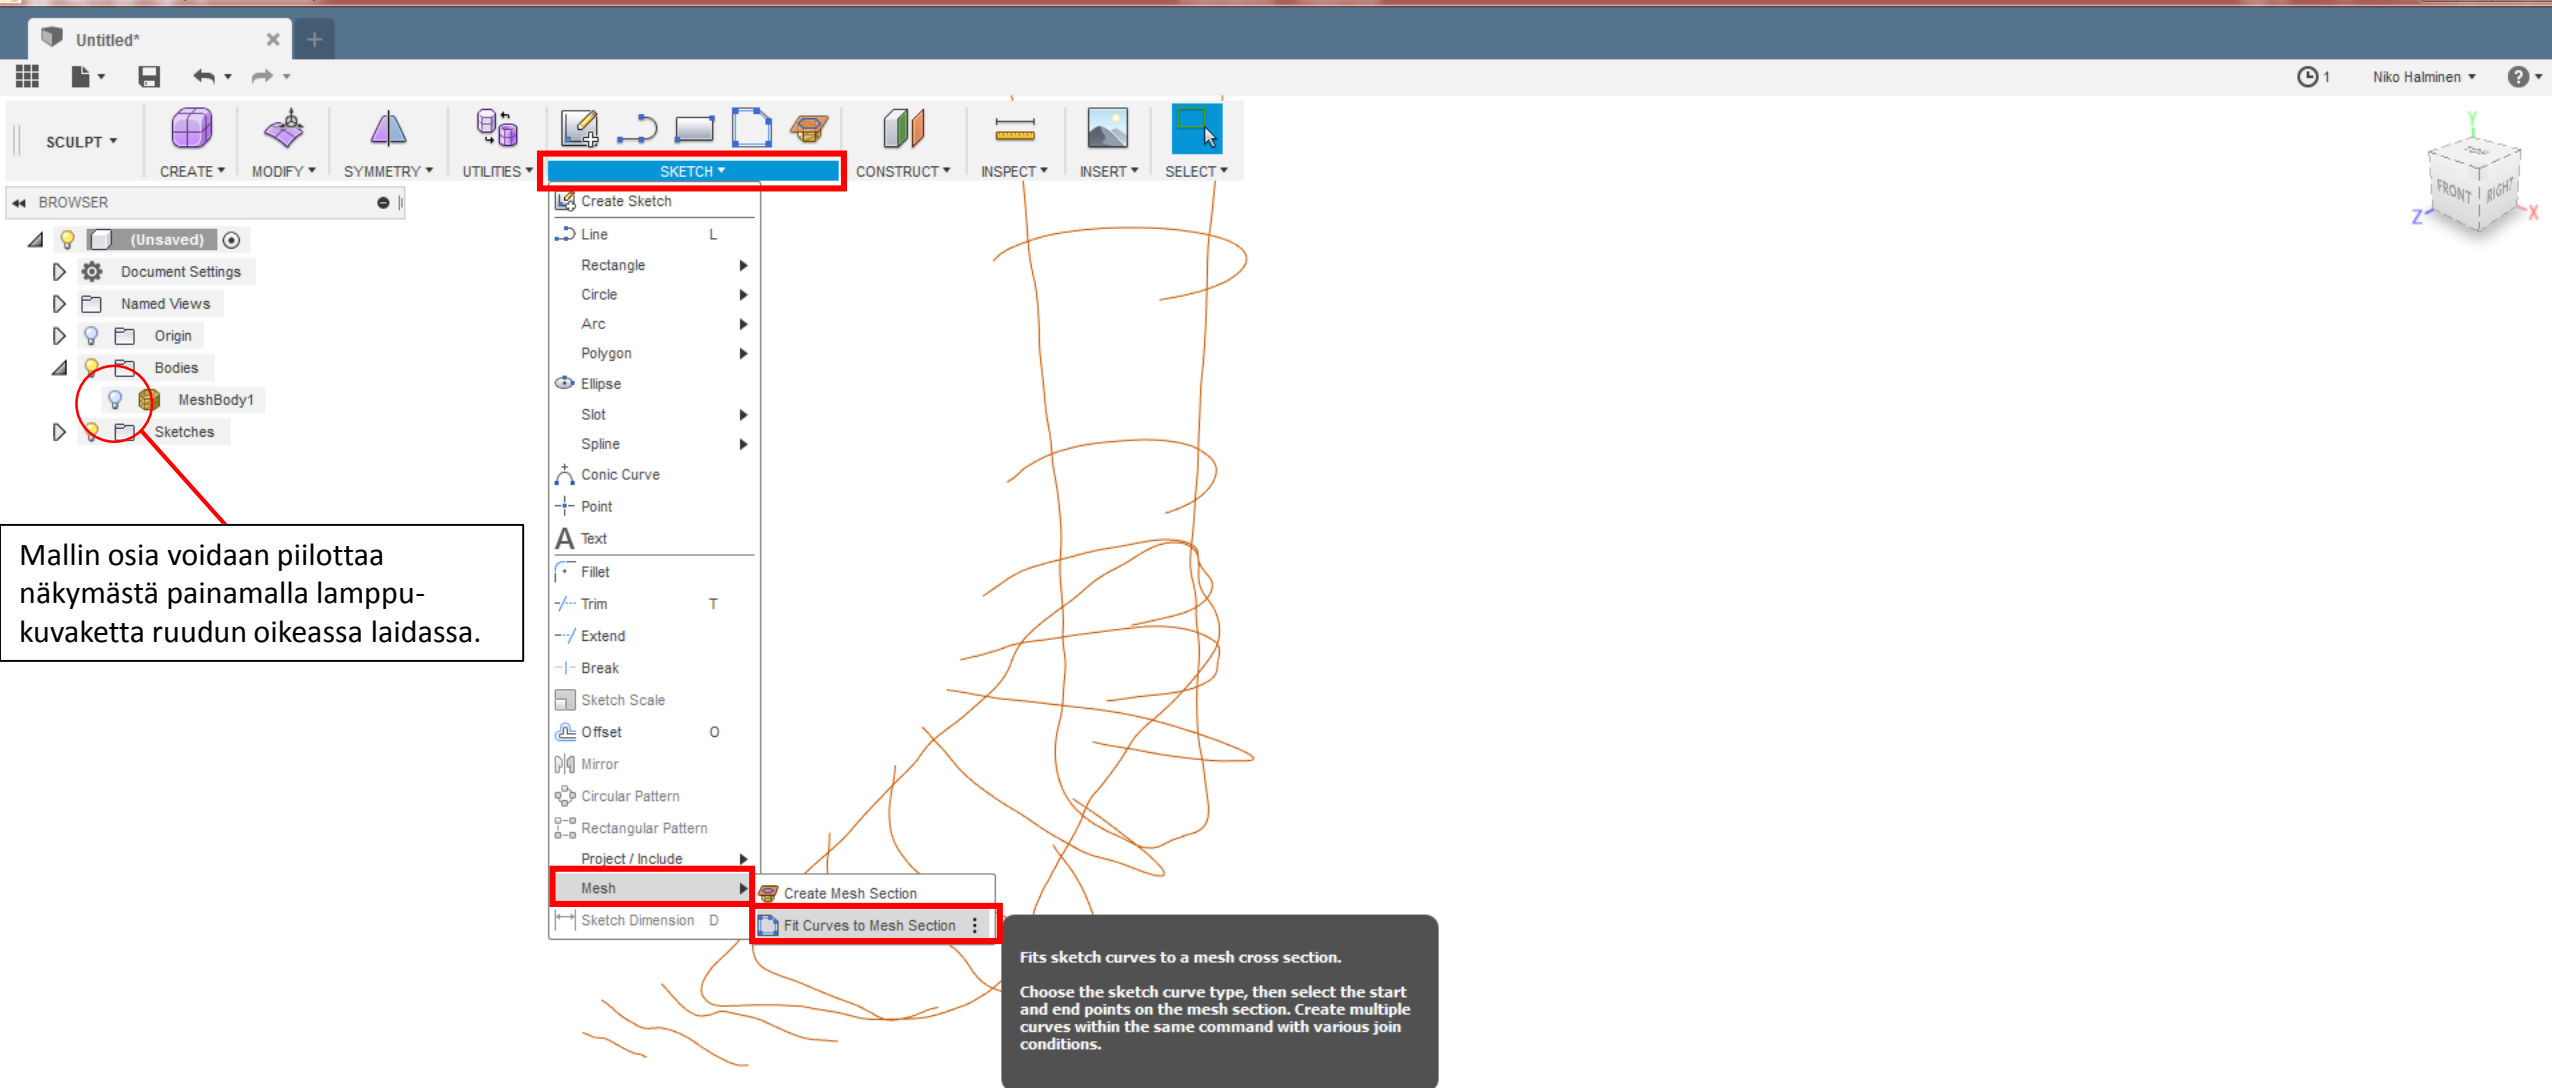 Untitled*
1 Niko Halminen
SCULPT
CREATE MODIFY SYMMETRY UTILITIES SKETCH CONSTRUCT INSPECT INSERT SELECT
BROWSER
(Unsaved)
Document Settings
Named Views
Origin
Bodies
MeshBody1
Sketches
Mallin osia voidaan piilottaa
näkymästä painamalla lamppu-
kuvaketta ruudun oikeassa laidassa.
Create Sketch
Line L
Rectangle
Circle
Arc
Polygon
Ellipse
Slot
Spline
Conic Curve
Point
A Text
Fillet
Trim T
Extend
Break
Sketch Scale
Offset O
Mirror
Circular Pattern
Rectangular Pattern
Project / Include
Mesh
Sketch Dimension D
Create Mesh Section
Fit Curves to Mesh Section
Fits sketch curves to a mesh cross section.
Choose the sketch curve type, then select the start
and end points on the mesh section. Create multiple
curves within the same command with various join
conditions.
Y
TOP
FRONT RIGHT
Z X